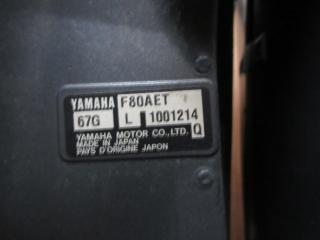 YAMAHA F80AET
67G L 1001214
YAMAHA MOTOR CO.,LTD. Q
MADE IN JAPAN
PAYS D'ORIGINE JAPON